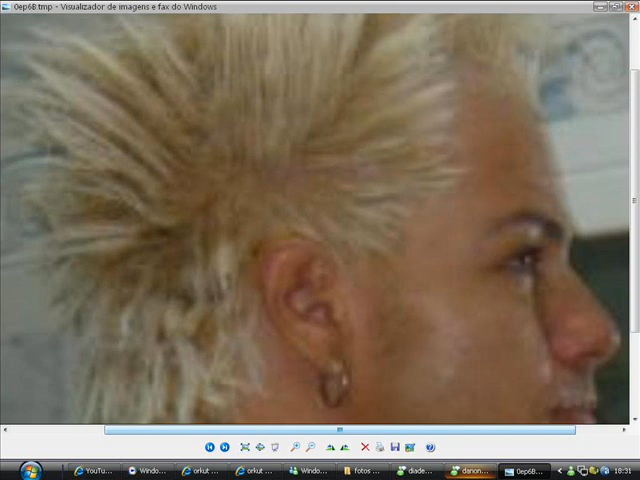 0ep6B.tmp - Visualizador de imagens e fax do Windows
YouTu...
Windo...
orkut ...
orkut ...
Windo...
fotos ...
diade...
danon...
0ep6B...
18:31